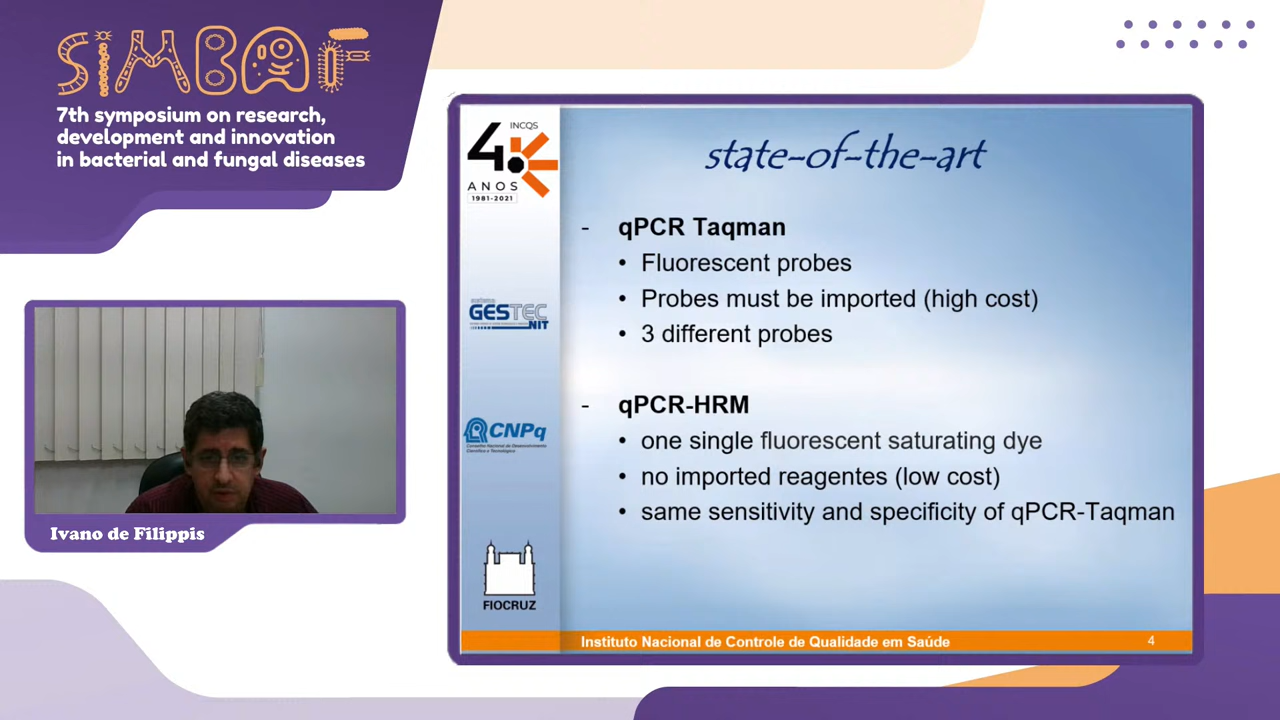 SIMBAF
7th symposium on research,
development and innovation
in bacterial and fungal diseases
Ivano de Filippis
INCQS
40
ANOS
1981-2021
GESTEC
NIT
CNPq
Conselho Nacional de Desenvolvimento
Científico e Tecnológico
FIOCRUZ
state-of-the-art
- qPCR Taqman
• Fluorescent probes
• Probes must be imported (high cost)
• 3 different probes
- qPCR-HRM
• one single fluorescent saturating dye
• no imported reagentes (low cost)
• same sensitivity and specificity of qPCR-Taqman
Instituto Nacional de Controle de Qualidade em Saúde
4